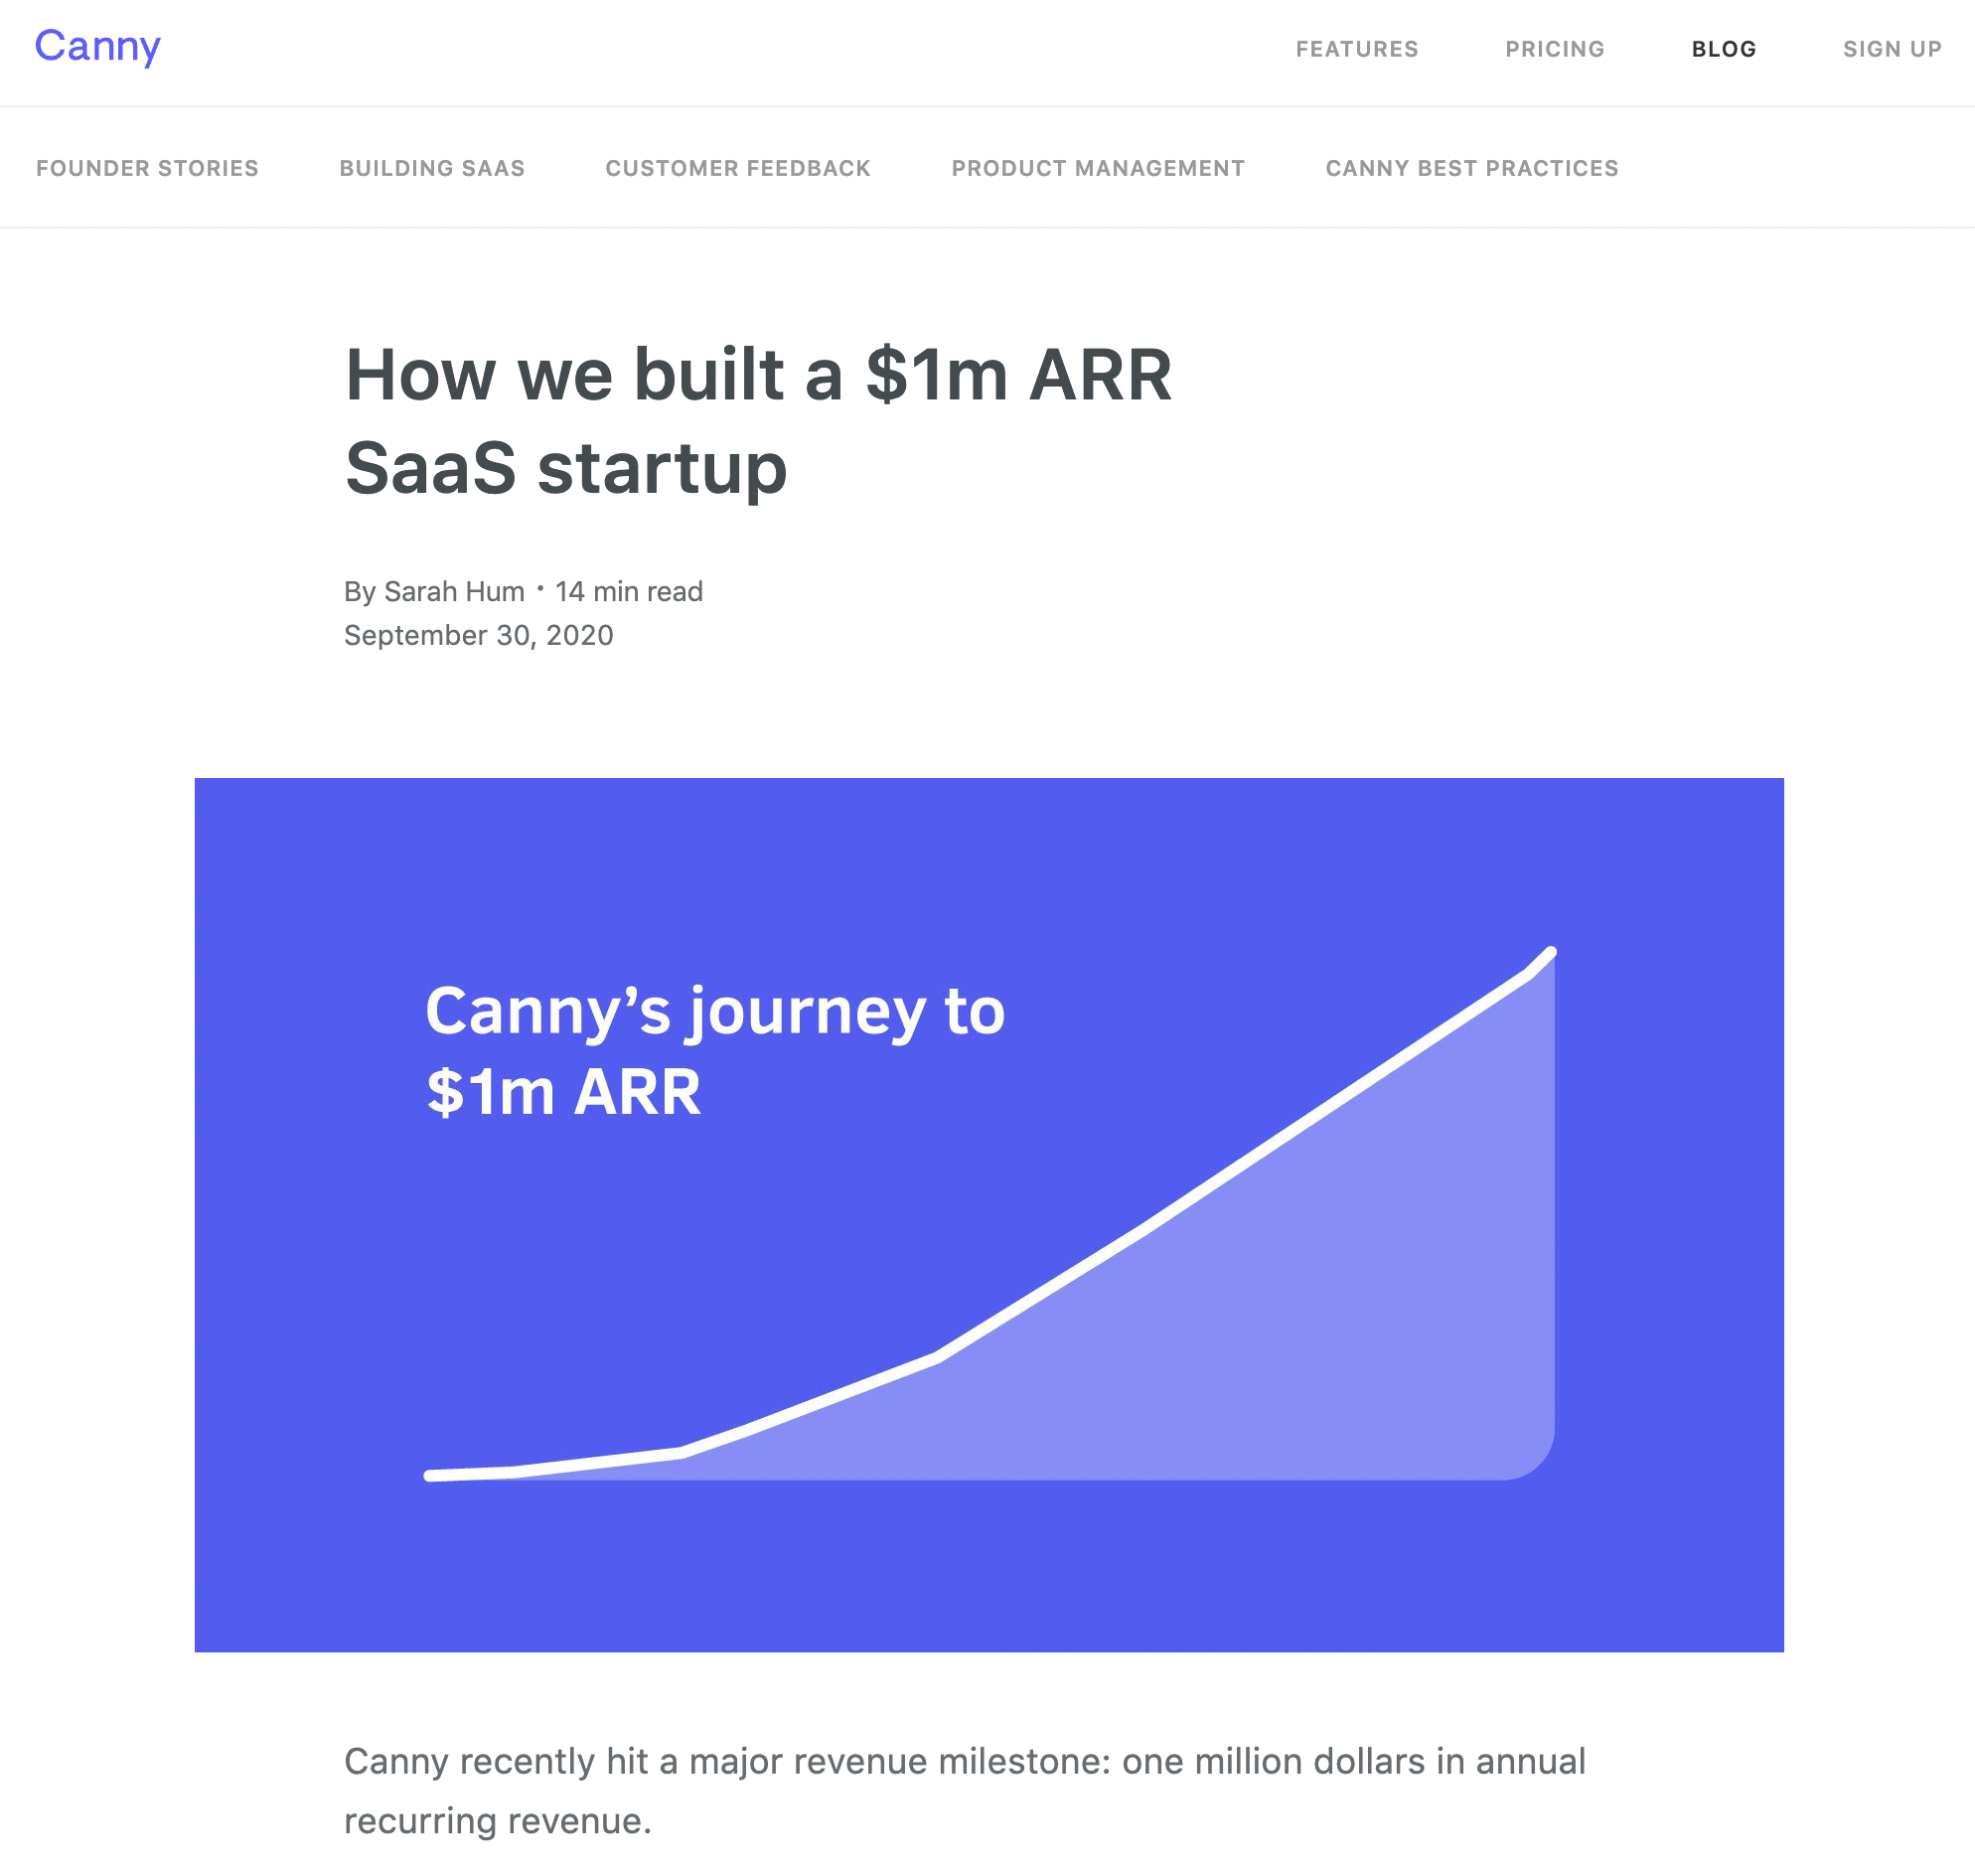 Canny
FEATURES PRICING BLOG SIGN UP
FOUNDER STORIES BUILDING SAAS CUSTOMER FEEDBACK PRODUCT MANAGEMENT CANNY BEST PRACTICES
How we built a $1m ARR
SaaS startup
By Sarah Hum · 14 min read
September 30, 2020
Canny’s journey to
$1m ARR
Canny recently hit a major revenue milestone: one million dollars in annual
recurring revenue.